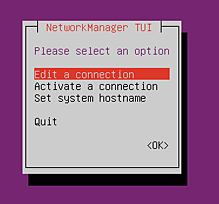 NetworkManager TUI
Please select an option
Edit a connection
Activate a connection
Set system hostname
Quit
<OK>